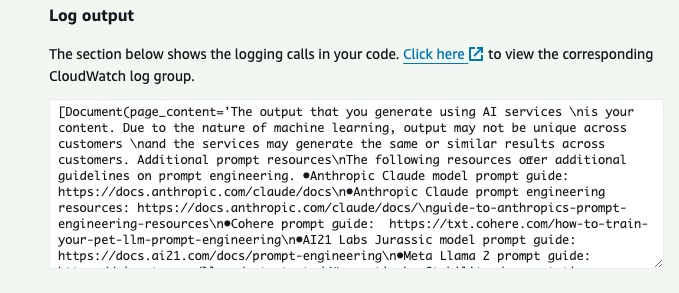 Log output
The section below shows the logging calls in your code. Click here to view the corresponding
CloudWatch log group.
[Document(page_content='The output that you generate using AI services \nis your
content. Due to the nature of machine learning, output may not be unique across
customers \nand the services may generate the same or similar results across
customers. Additional prompt resources\nThe following resources offer additional
guidelines on prompt engineering. ●Anthropic Claude model prompt guide:
https://docs.anthropic.com/claude/docs\n●Anthropic Claude prompt engineering
resources: https://docs.anthropic.com/claude/docs/\nguide-to-anthropics-prompt-
engineering-resources\n●Cohere prompt guide:  https://txt.cohere.com/how-to-train-
your-pet-llm-prompt-engineering\n●AI21 Labs Jurassic model prompt guide:
https://docs.ai21.com/docs/prompt-engineering\n●Meta Llama 2 prompt guide: